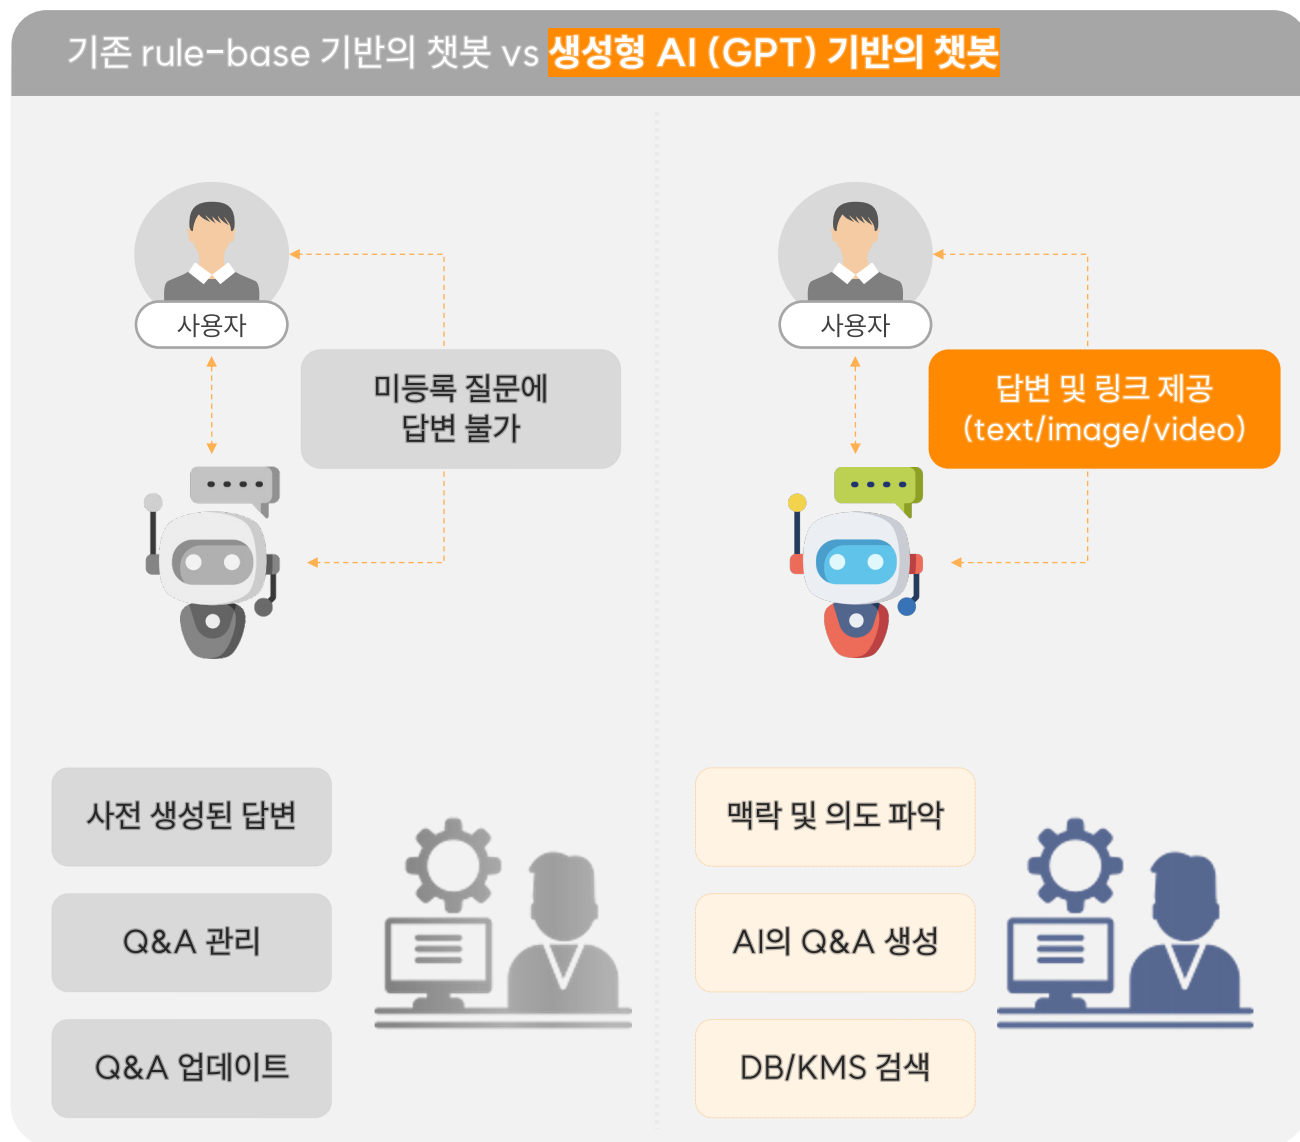 기존 rule-base 기반의 챗봇 vs 생성형 AI (GPT) 기반의 챗봇
사용자
미등록 질문에
답변 불가
사전 생성된 답변
Q&A 관리
Q&A 업데이트
사용자
답변 및 링크 제공
(text/image/video)
맥락 및 의도 파악
AI의 Q&A 생성
DB/KMS 검색